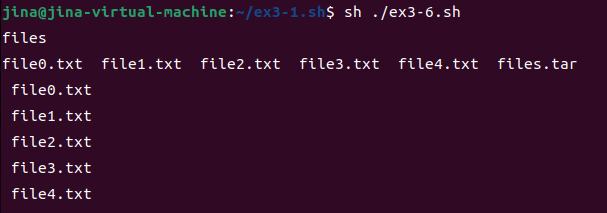 jina@jina-virtual-machine:~/ex3-1.sh$ sh ./ex3-6.sh
files
file0.txt  file1.txt  file2.txt  file3.txt  file4.txt  files.tar
 file0.txt
 file1.txt
 file2.txt
 file3.txt
 file4.txt